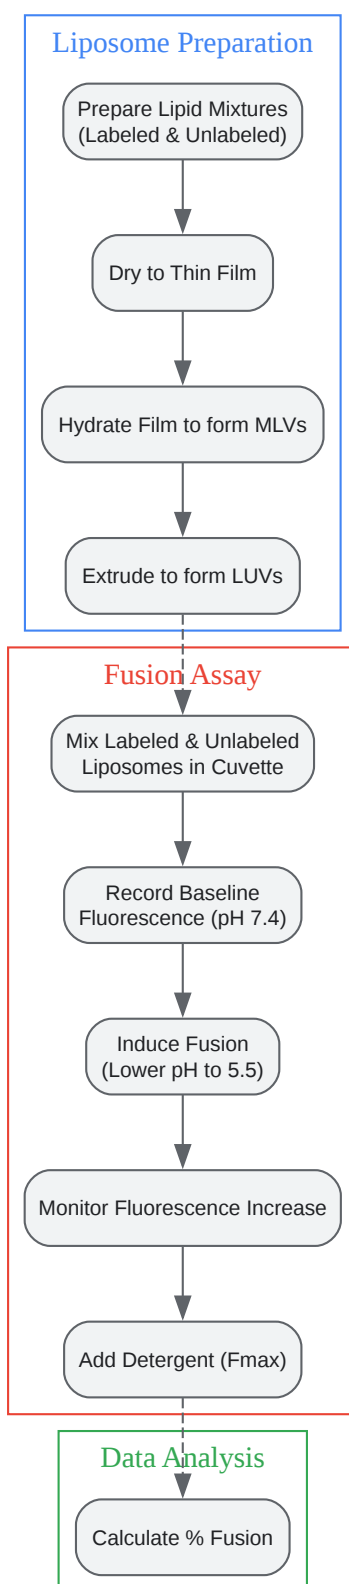 Liposome Preparation
Prepare Lipid Mixtures
(Labeled & Unlabeled)
Dry to Thin Film
Hydrate Film to form MLVs
Extrude to form LUVs
Fusion Assay
Mix Labeled & Unlabeled
Liposomes in Cuvette
Record Baseline
Fluorescence (pH 7.4)
Induce Fusion
(Lower pH to 5.5)
Monitor Fluorescence Increase
Add Detergent (Fmax)
Data Analysis
Calculate % Fusion